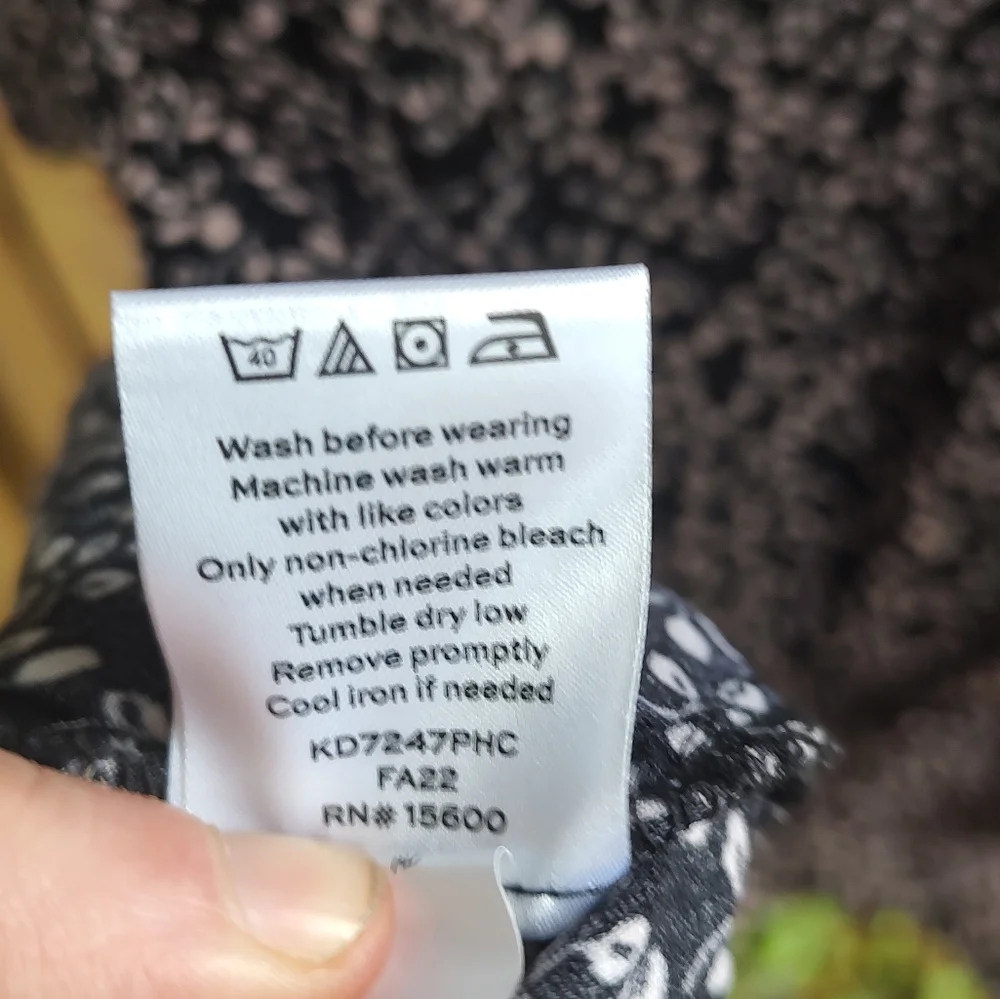 40
Wash before wearing
Machine wash warm
with like colors
Only non-chlorine bleach
when needed
Tumble dry low
Remove promptly
Cool iron if needed
KD7247PHC
FA22
RN# 15600